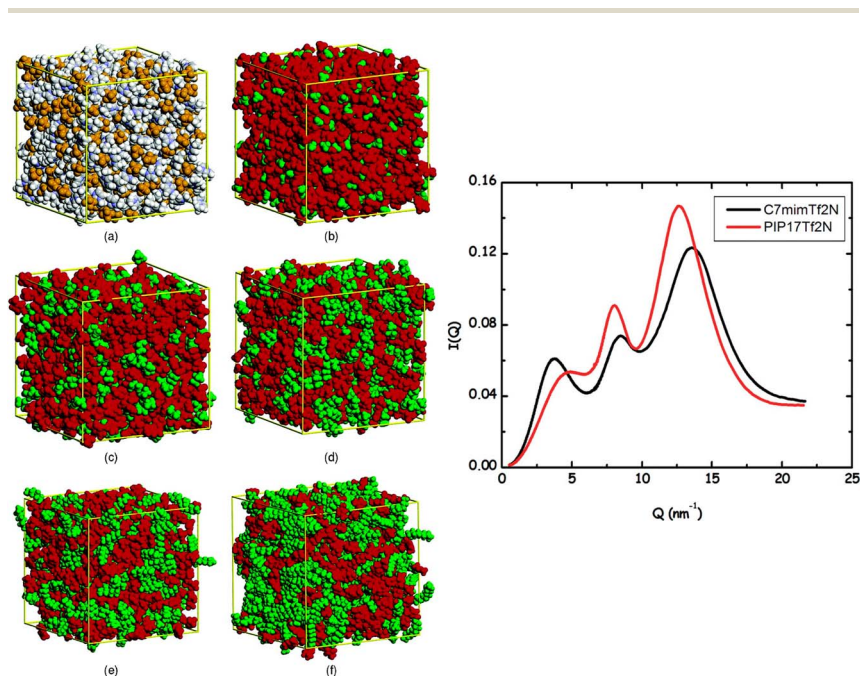 (a)
(b)
(c)
(d)
(e)
(f)
0.16
0.12
0.08
0.04
0.00
I(Q)
C7mimTf2N
PIP17Tf2N
0
5
10
15
20
25
Q (nm⁻¹)